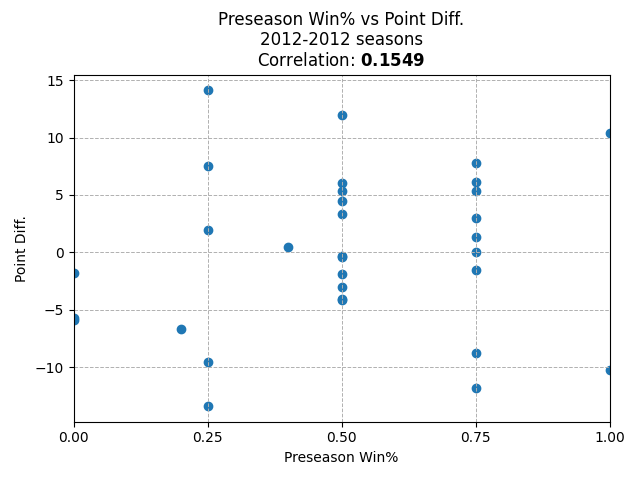 Preseason Win% vs Point Diff.
2012-2012 seasons
Correlation: 0.1549
15
10
5
0
−5
−10
Point Diff.
0.00 0.25 0.50 0.75 1.00
Preseason Win%